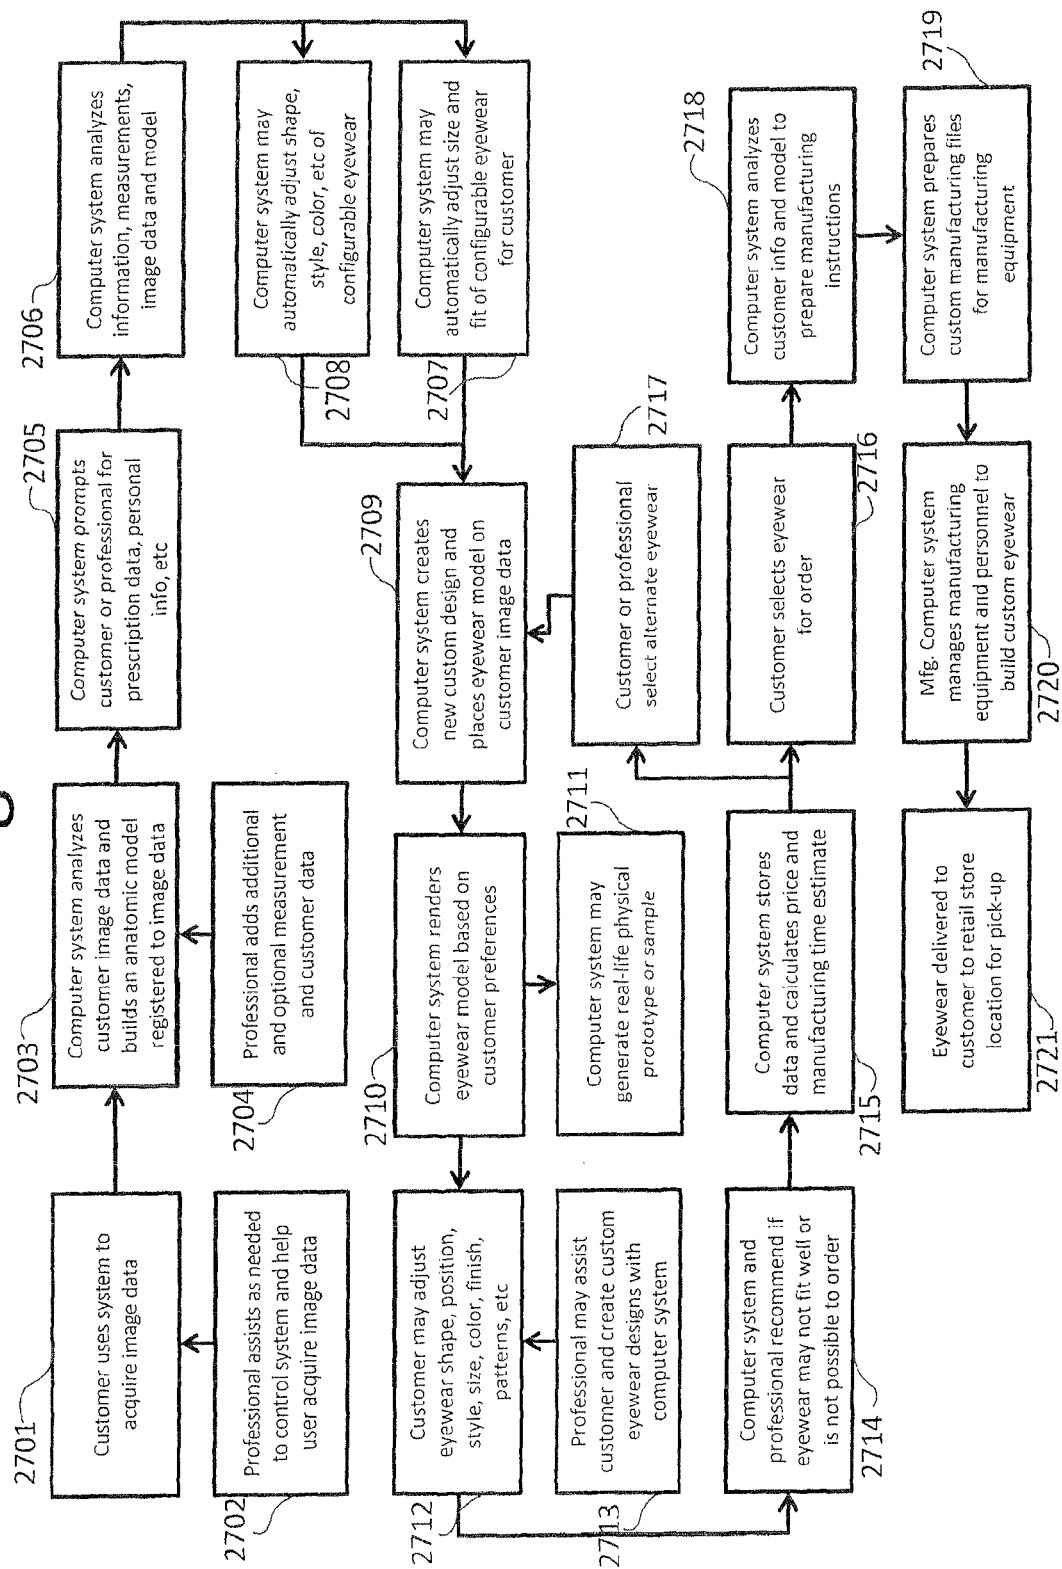 2701
Customer uses system to
acquire image data
2702
Professional assists as needed
to control system and help
user acquire image data
2703
Computer system analyzes
customer image data and
builds an anatomic model
registered to image data
2704
Professional adds additional
and optional measurement
and customer data
2705
Computer system prompts
customer or professional for
prescription data, personal
info, etc
2706
Computer system analyzes
information, measurements,
image data and model
2708
Computer system may
automatically adjust shape,
style, color, etc of
configurable eyewear
2707
Computer system may
automatically adjust size and
fit of configurable eyewear
for customer
2709
Computer system creates
new custom design and
places eyewear model on
customer image data
2710
Computer system renders
eyewear model based on
customer preferences
2711
Computer system may
generate real-life physical
prototype or sample
2712
Customer may adjust
eyewear shape, position,
style, size, color, finish,
patterns, etc
2713
Professional may assist
customer and create custom
eyewear designs with
computer system
2714
Computer system and
professional recommend if
eyewear may not fit well or
is not possible to order
2715
Computer system stores
data and calculates price and
manufacturing time estimate
2717
Customer or professional
select alternate eyewear
2716
Customer selects eyewear
for order
2718
Computer system analyzes
customer info and model to
prepare manufacturing
instructions
2719
Computer system prepares
custom manufacturing files
for manufacturing
equipment
2720
Mfg. Computer system
manages manufacturing
equipment and personnel to
build custom eyewear
2721
Eyewear delivered to
customer to retail store
location for pick-up